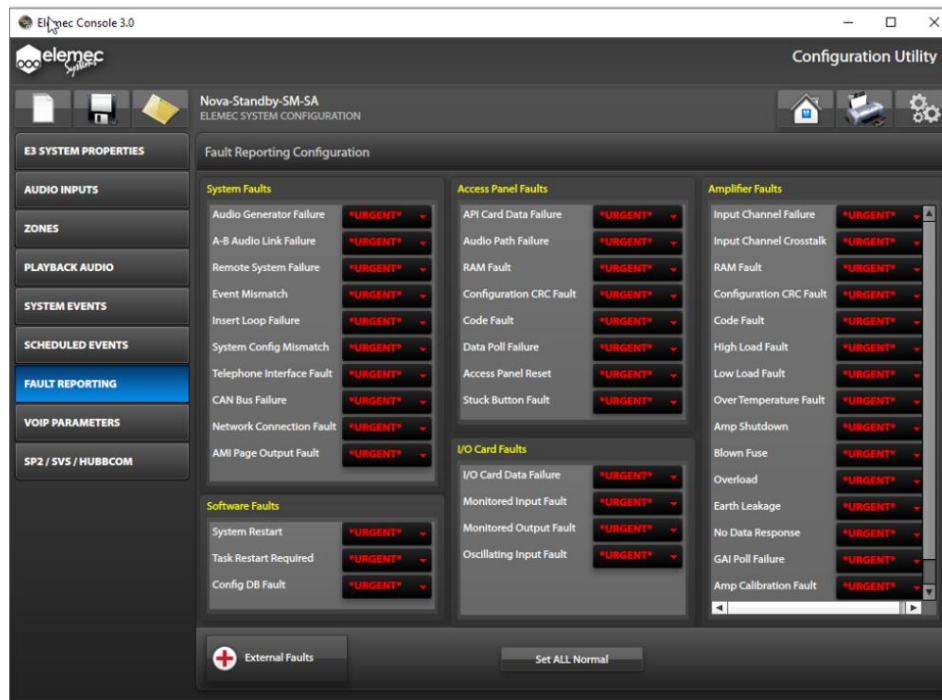 Elemec Console 3.0
elemec
Systems
Configuration Utility
Nova-Standby-SM-SA
ELEMEC SYSTEM CONFIGURATION
E3 SYSTEM PROPERTIES
AUDIO INPUTS
ZONES
PLAYBACK AUDIO
SYSTEM EVENTS
SCHEDULED EVENTS
FAULT REPORTING
VOIP PARAMETERS
SP2 / SVS / HUBBCOM
Fault Reporting Configuration
System Faults
Audio Generator Failure *URGENT*
A-B Audio Link Failure *URGENT*
Remote System Failure *URGENT*
Event Mismatch *URGENT*
Insert Loop Failure *URGENT*
System Config Mismatch *URGENT*
Telephone Interface Fault *URGENT*
CAN Bus Failure *URGENT*
Network Connection Fault *URGENT*
AMI Page Output Fault *URGENT*
Software Faults
System Restart *URGENT*
Task Restart Required *URGENT*
Config DB Fault *URGENT*
Access Panel Faults
API Card Data Failure *URGENT*
Audio Path Failure *URGENT*
RAM Fault *URGENT*
Configuration CRC Fault *URGENT*
Code Fault *URGENT*
Data Poll Failure *URGENT*
Access Panel Reset *URGENT*
Stuck Button Fault *URGENT*
I/O Card Faults
I/O Card Data Failure *URGENT*
Monitored Input Fault *URGENT*
Monitored Output Fault *URGENT*
Oscillating Input Fault *URGENT*
Amplifier Faults
Input Channel Failure *URGENT*
Input Channel Crosstalk *URGENT*
RAM Fault *URGENT*
Configuration CRC Fault *URGENT*
Code Fault *URGENT*
High Load Fault *URGENT*
Low Load Fault *URGENT*
Over Temperature Fault *URGENT*
Amp Shutdown *URGENT*
Blown Fuse *URGENT*
Overload *URGENT*
Earth Leakage *URGENT*
No Data Response *URGENT*
GAI Poll Failure *URGENT*
Amp Calibration Fault *URGENT*
External Faults
Set ALL Normal